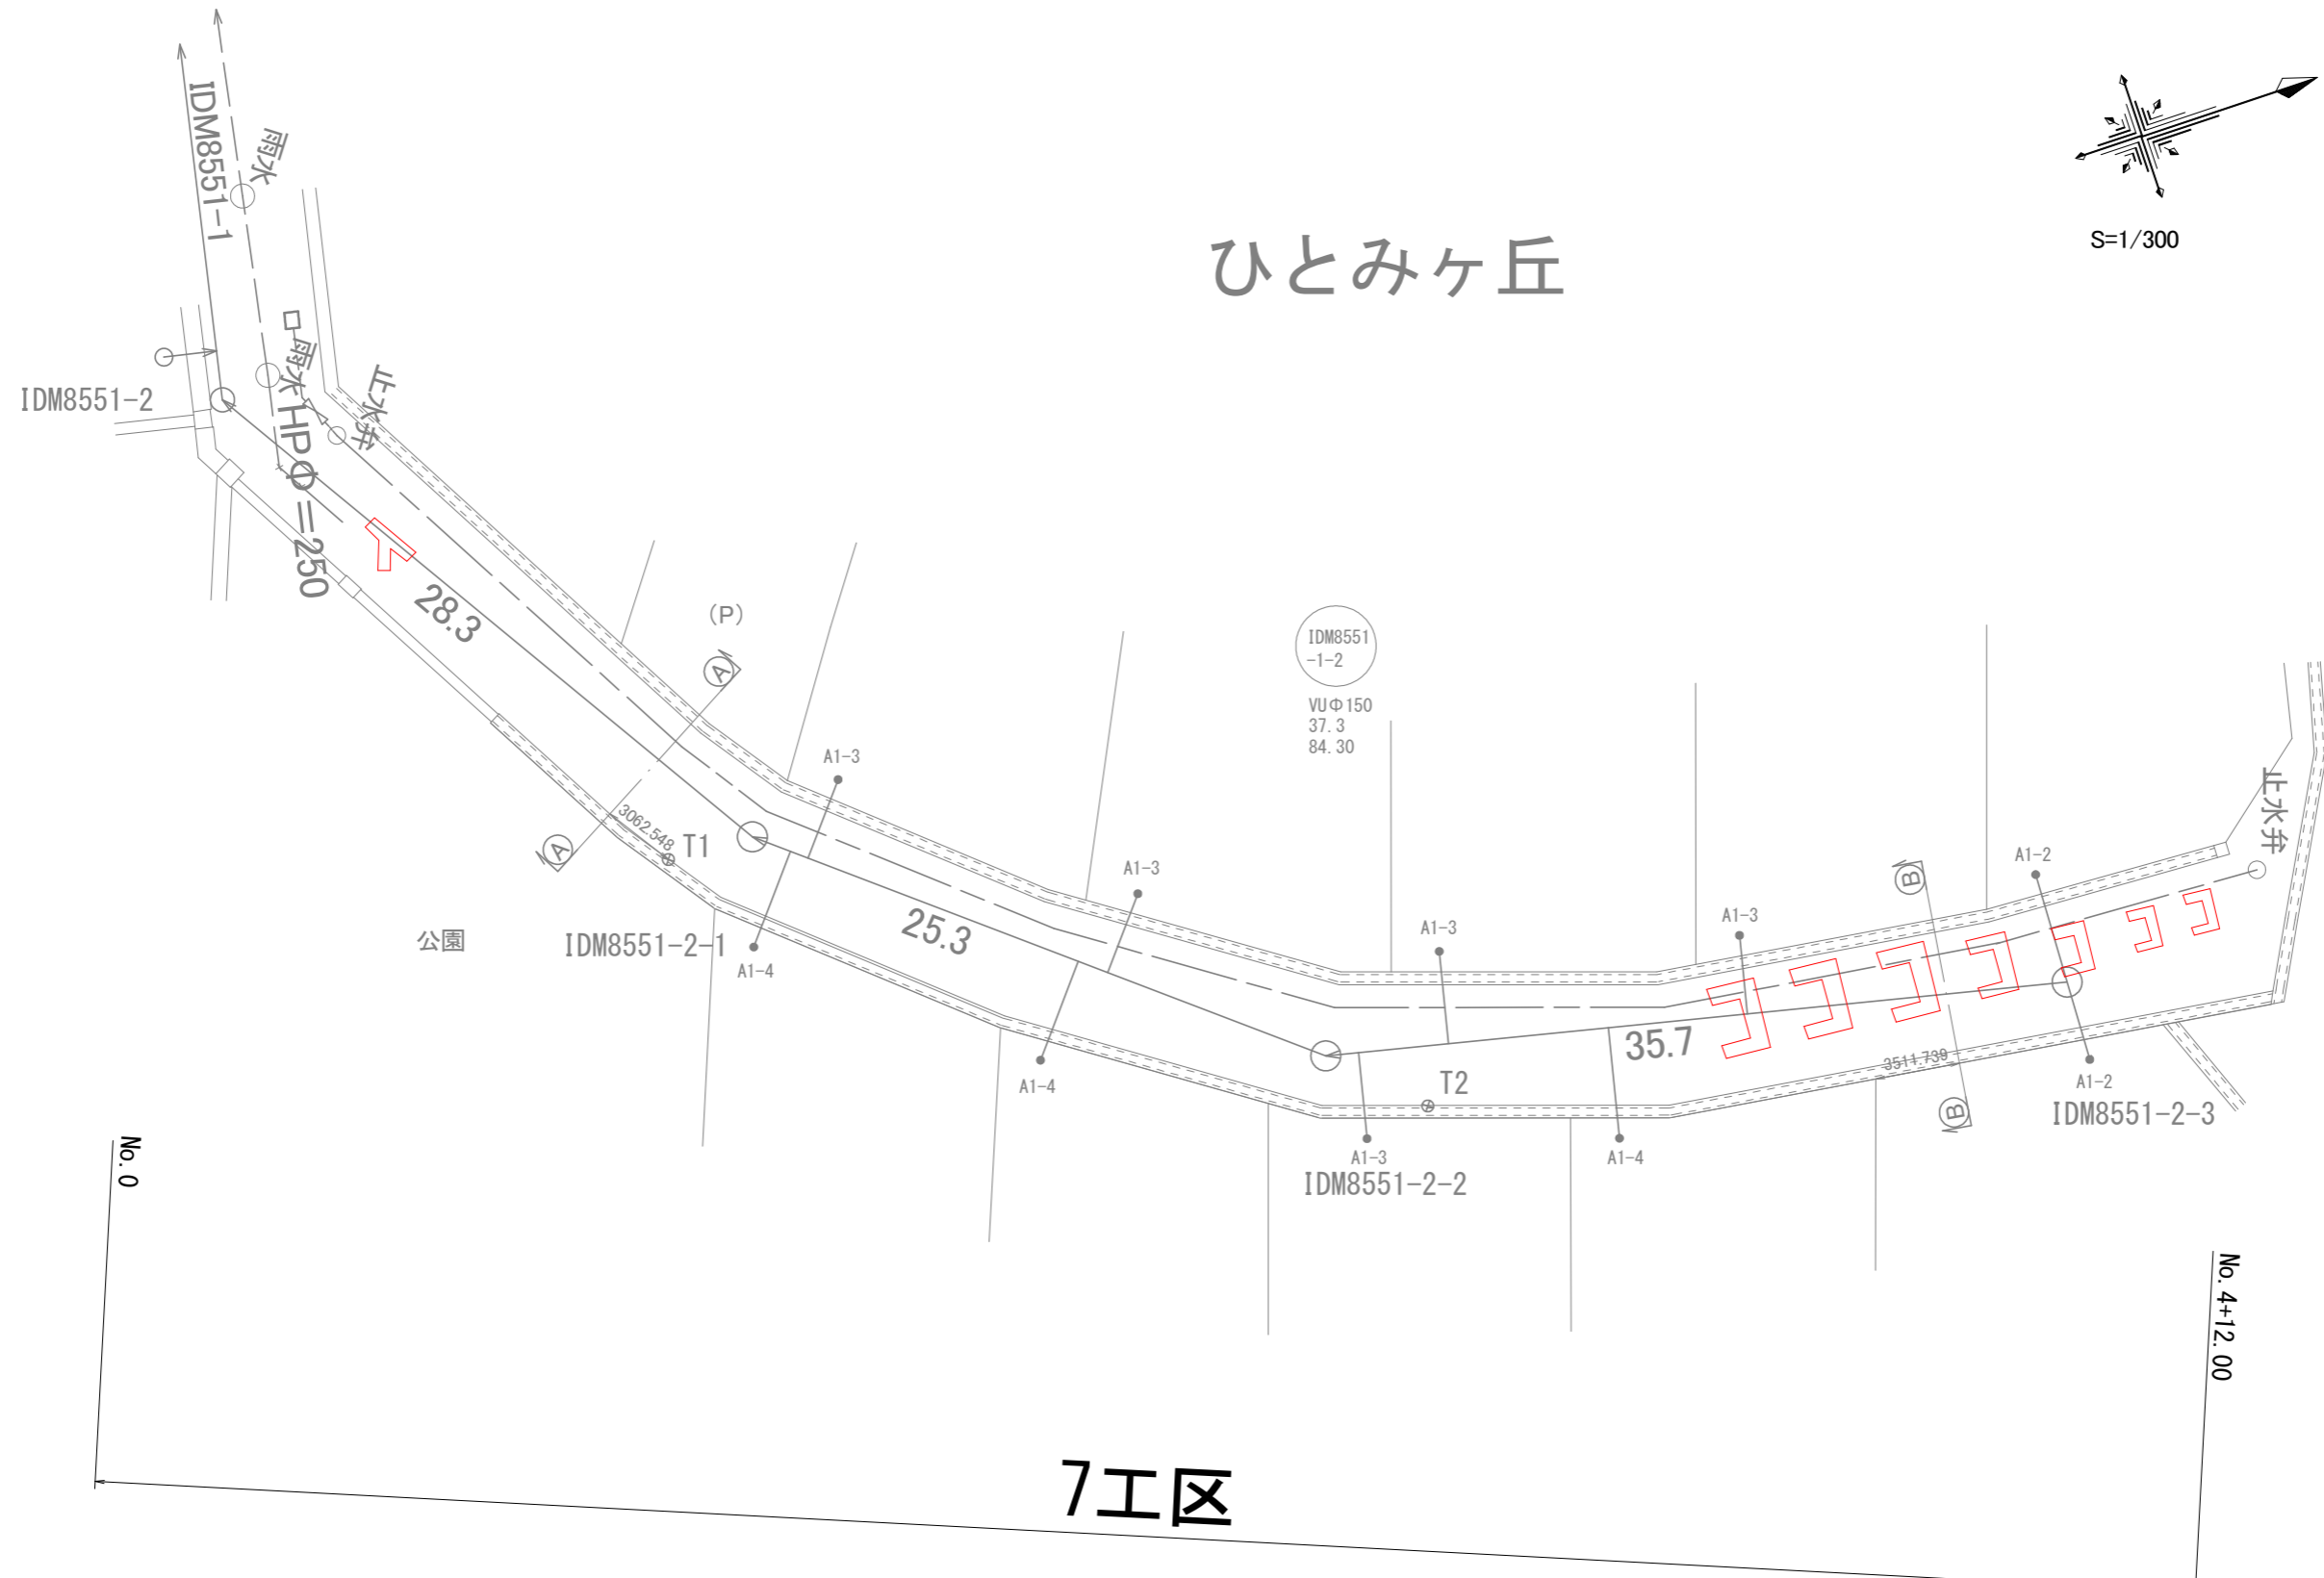 IDM8551-1
雨水
ひとみヶ丘
S=1/300
IDM8551-2
雨水HPΦ=250
止水弁
28.3
(P)
A
IDM8551
-1-2
VUΦ150
37.3
84.30
A1-3
止水弁
3062.548
T1
A
A1-3
A1-3
A1-3
B
A1-2
公園
IDM8551-2-1
A1-4
25.3
35.7
3511.739
T2
A1-4
A1-3
A1-4
B
A1-2
IDM8551-2-3
IDM8551-2-2
No.0
No.4+12.00
7工区